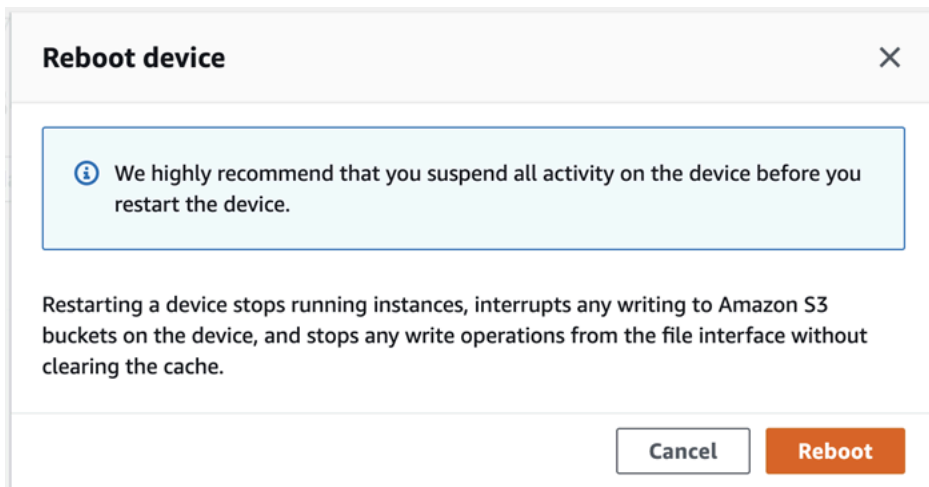 Reboot device
We highly recommend that you suspend all activity on the device before you
restart the device.
Restarting a device stops running instances, interrupts any writing to Amazon S3
buckets on the device, and stops any write operations from the file interface without
clearing the cache.
Cancel
Reboot